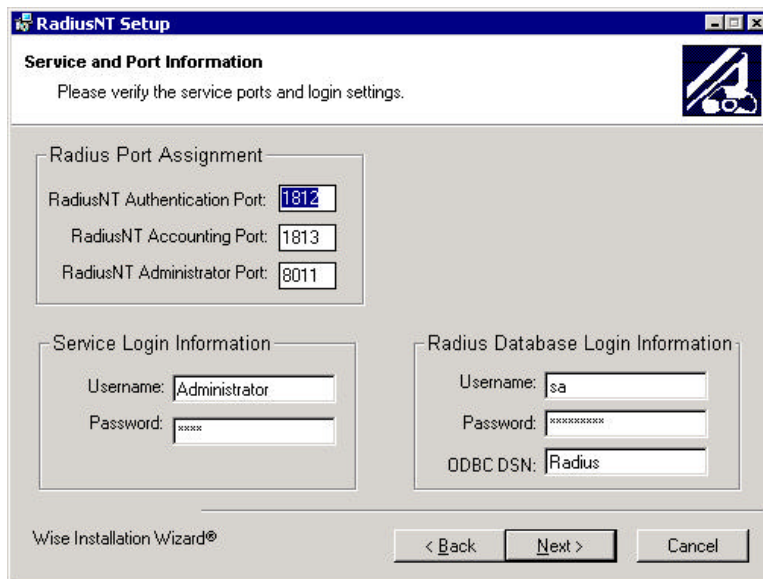 RadiusNT Setup
Service and Port Information
Please verify the service ports and login settings.
Radius Port Assignment
RadiusNT Authentication Port: 1812
RadiusNT Accounting Port: 1813
RadiusNT Administrator Port: 8011
Service Login Information
Username: Administrator
Password: ****
Radius Database Login Information
Username: sa
Password: *********
ODBC DSN: Radius
Wise Installation Wizard®
< Back
Next >
Cancel